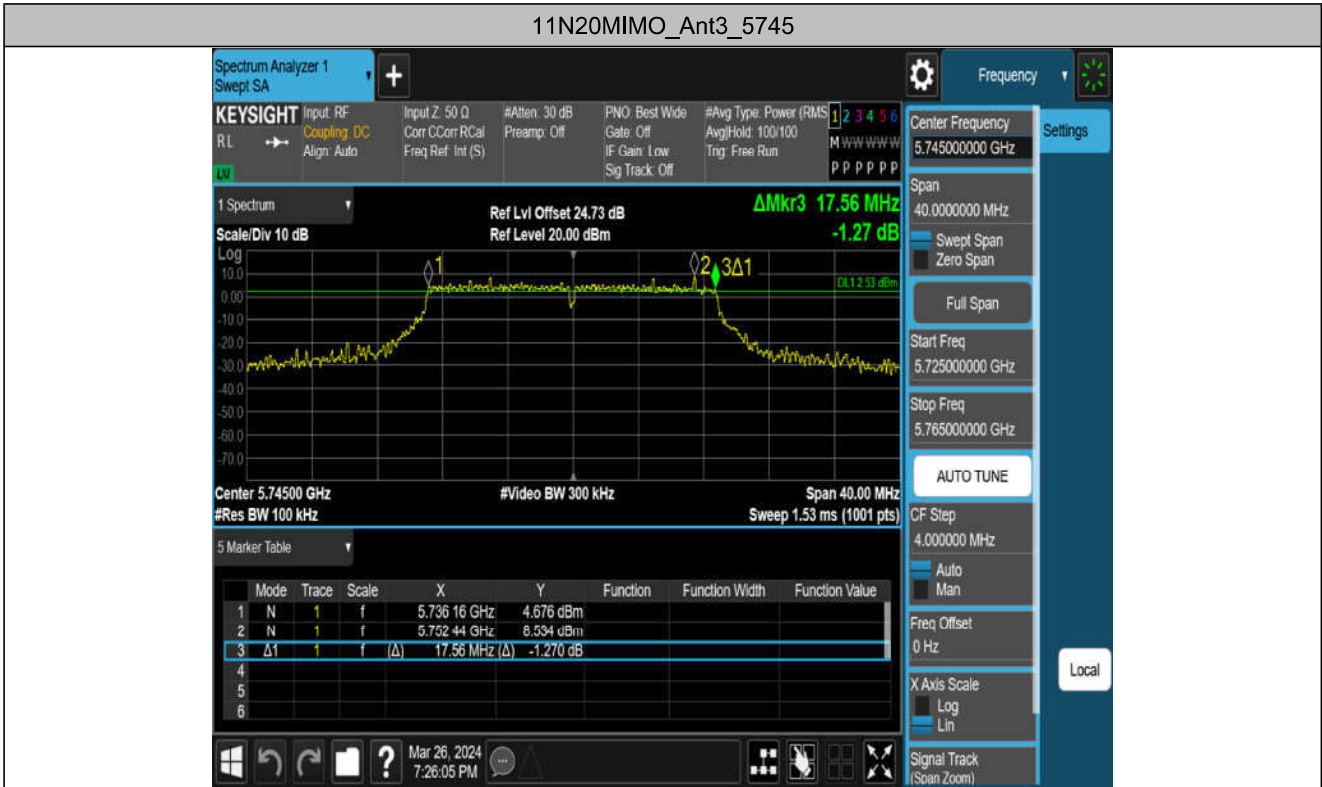 11N20MIMO_Ant3_5745
Spectrum Analyzer 1
Swept SA
+
Frequency
KEYSIGHT
RL
LXI
Input: RF
Coupling: DC
Align: Auto
Input Z: 50 Ω
Corr CCorr RCal
Freq Ref: Int (S)
#Atten: 30 dB
Preamp: Off
PNO: Best Wide
Gate: Off
IF Gain: Low
Sig Track: Off
#Avg Type: Power (RMS
Avg|Hold: 100/100
Trig: Free Run
1 2 3 4 5 6
M W W W W W
P P P P P P
1 Spectrum
Scale/Div 10 dB
Ref Lvl Offset 24.73 dB
Ref Level 20.00 dBm
ΔMkr3 17.56 MHz
-1.27 dB
Log
10.0
0.00
-10.0
-20.0
-30.0
-40.0
-50.0
-60.0
-70.0
1
2
3Δ1
DL1 2.53 dBm
Center 5.74500 GHz
#Res BW 100 kHz
#Video BW 300 kHz
Span 40.00 MHz
Sweep 1.53 ms (1001 pts)
5 Marker Table
Mode Trace Scale X Y Function Function Width Function Value
1 N 1 f 5.736 16 GHz 4.676 dBm
2 N 1 f 5.752 44 GHz 8.534 dBm
3 Δ1 1 f (Δ) 17.56 MHz (Δ) -1.270 dB
4
5
6
Mar 26, 2024
7:26:05 PM
?
Center Frequency
5.745000000 GHz
Settings
Span
40.0000000 MHz
Swept Span
Zero Span
Full Span
Start Freq
5.725000000 GHz
Stop Freq
5.765000000 GHz
AUTO TUNE
CF Step
4.000000 MHz
Auto
Man
Freq Offset
0 Hz
Local
X Axis Scale
Log
Lin
Signal Track
(Span Zoom)